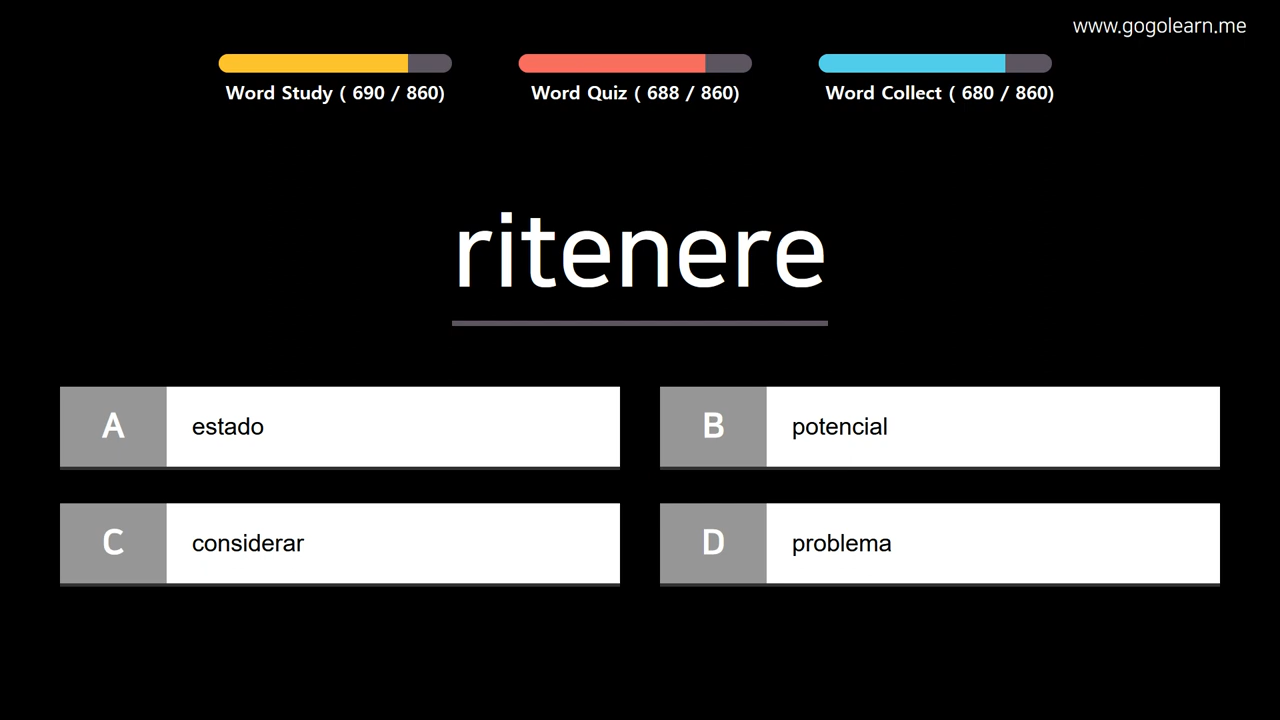 www.gogolearn.me
Word Study ( 690 / 860)
Word Quiz ( 688 / 860)
Word Collect ( 680 / 860)
ritenere
A estado
B potencial
C considerar
D problema